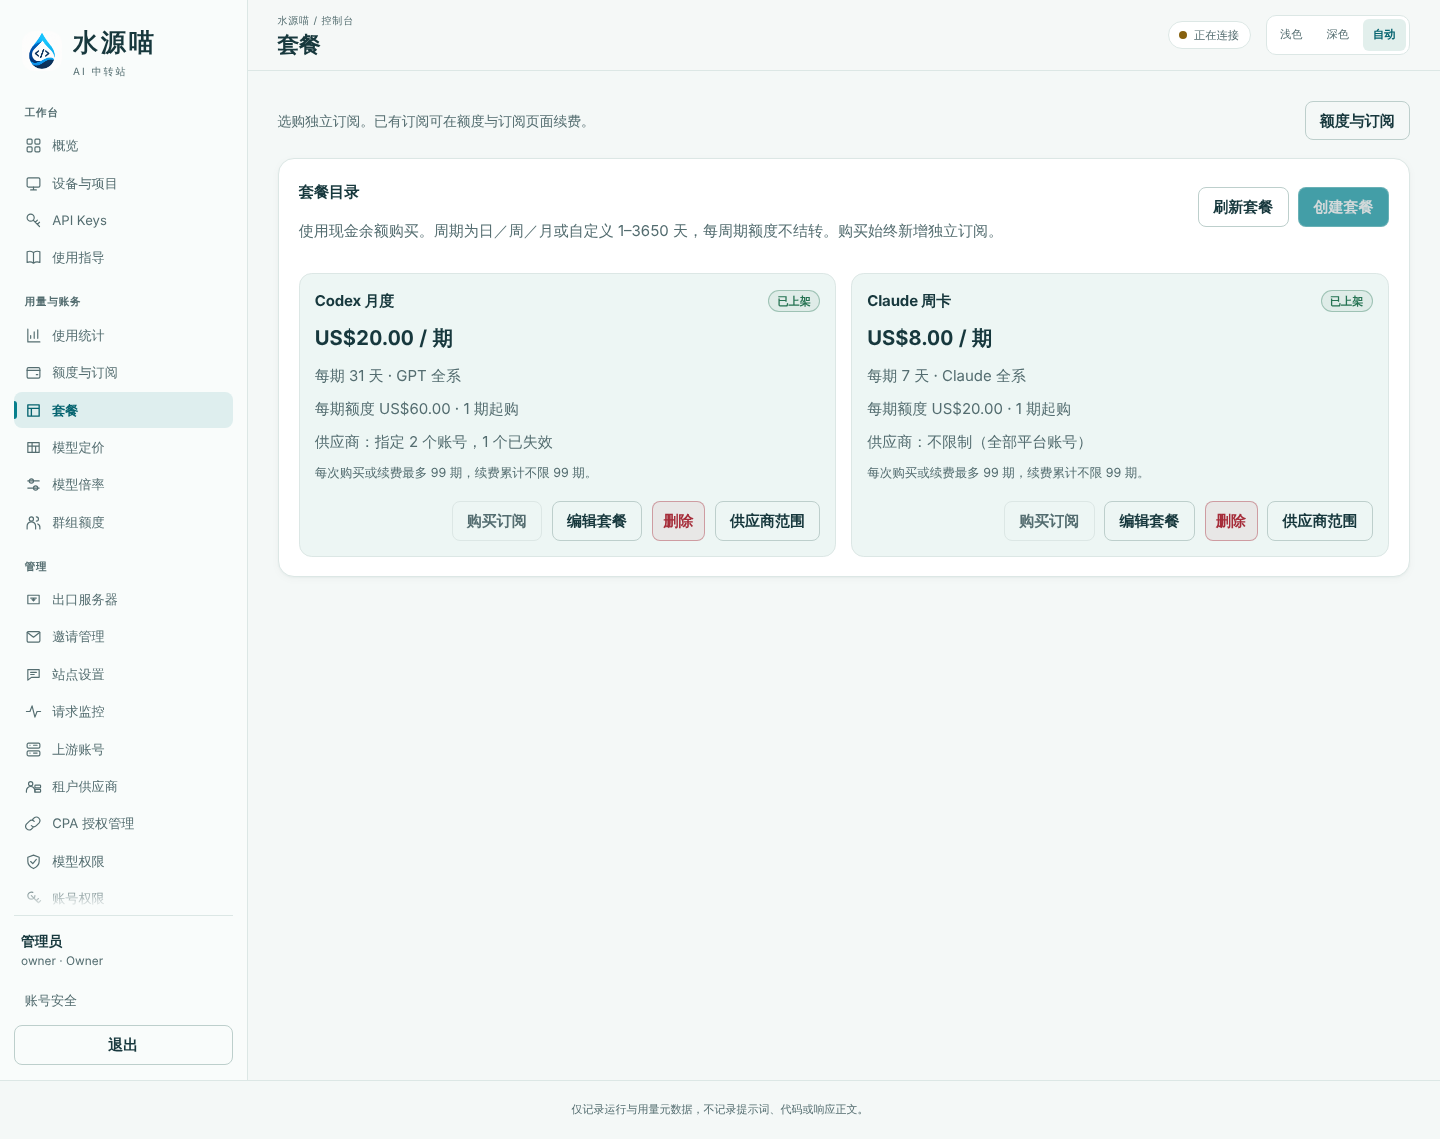 水源喵
AI 中转站
工作台
概览
设备与项目
API Keys
使用指导
用量与账务
使用统计
额度与订阅
套餐
模型定价
模型倍率
群组额度
管理
出口服务器
邀请管理
站点设置
请求监控
上游账号
租户供应商
CPA 授权管理
模型权限
账号权限
管理员
owner · Owner
账号安全
退出
水源喵 / 控制台
套餐
正在连接
浅色 深色 自动
选购独立订阅。已有订阅可在额度与订阅页面续费。
额度与订阅
套餐目录
使用现金余额购买。周期为日／周／月或自定义 1–3650 天，每周期额度不结转。购买始终新增独立订阅。
刷新套餐 创建套餐
Codex 月度 已上架
US$20.00 / 期
每期 31 天 · GPT 全系
每期额度 US$60.00 · 1 期起购
供应商：指定 2 个账号，1 个已失效
每次购买或续费最多 99 期，续费累计不限 99 期。
购买订阅 编辑套餐 删除 供应商范围
Claude 周卡 已上架
US$8.00 / 期
每期 7 天 · Claude 全系
每期额度 US$20.00 · 1 期起购
供应商：不限制（全部平台账号）
每次购买或续费最多 99 期，续费累计不限 99 期。
购买订阅 编辑套餐 删除 供应商范围
仅记录运行与用量元数据，不记录提示词、代码或响应正文。